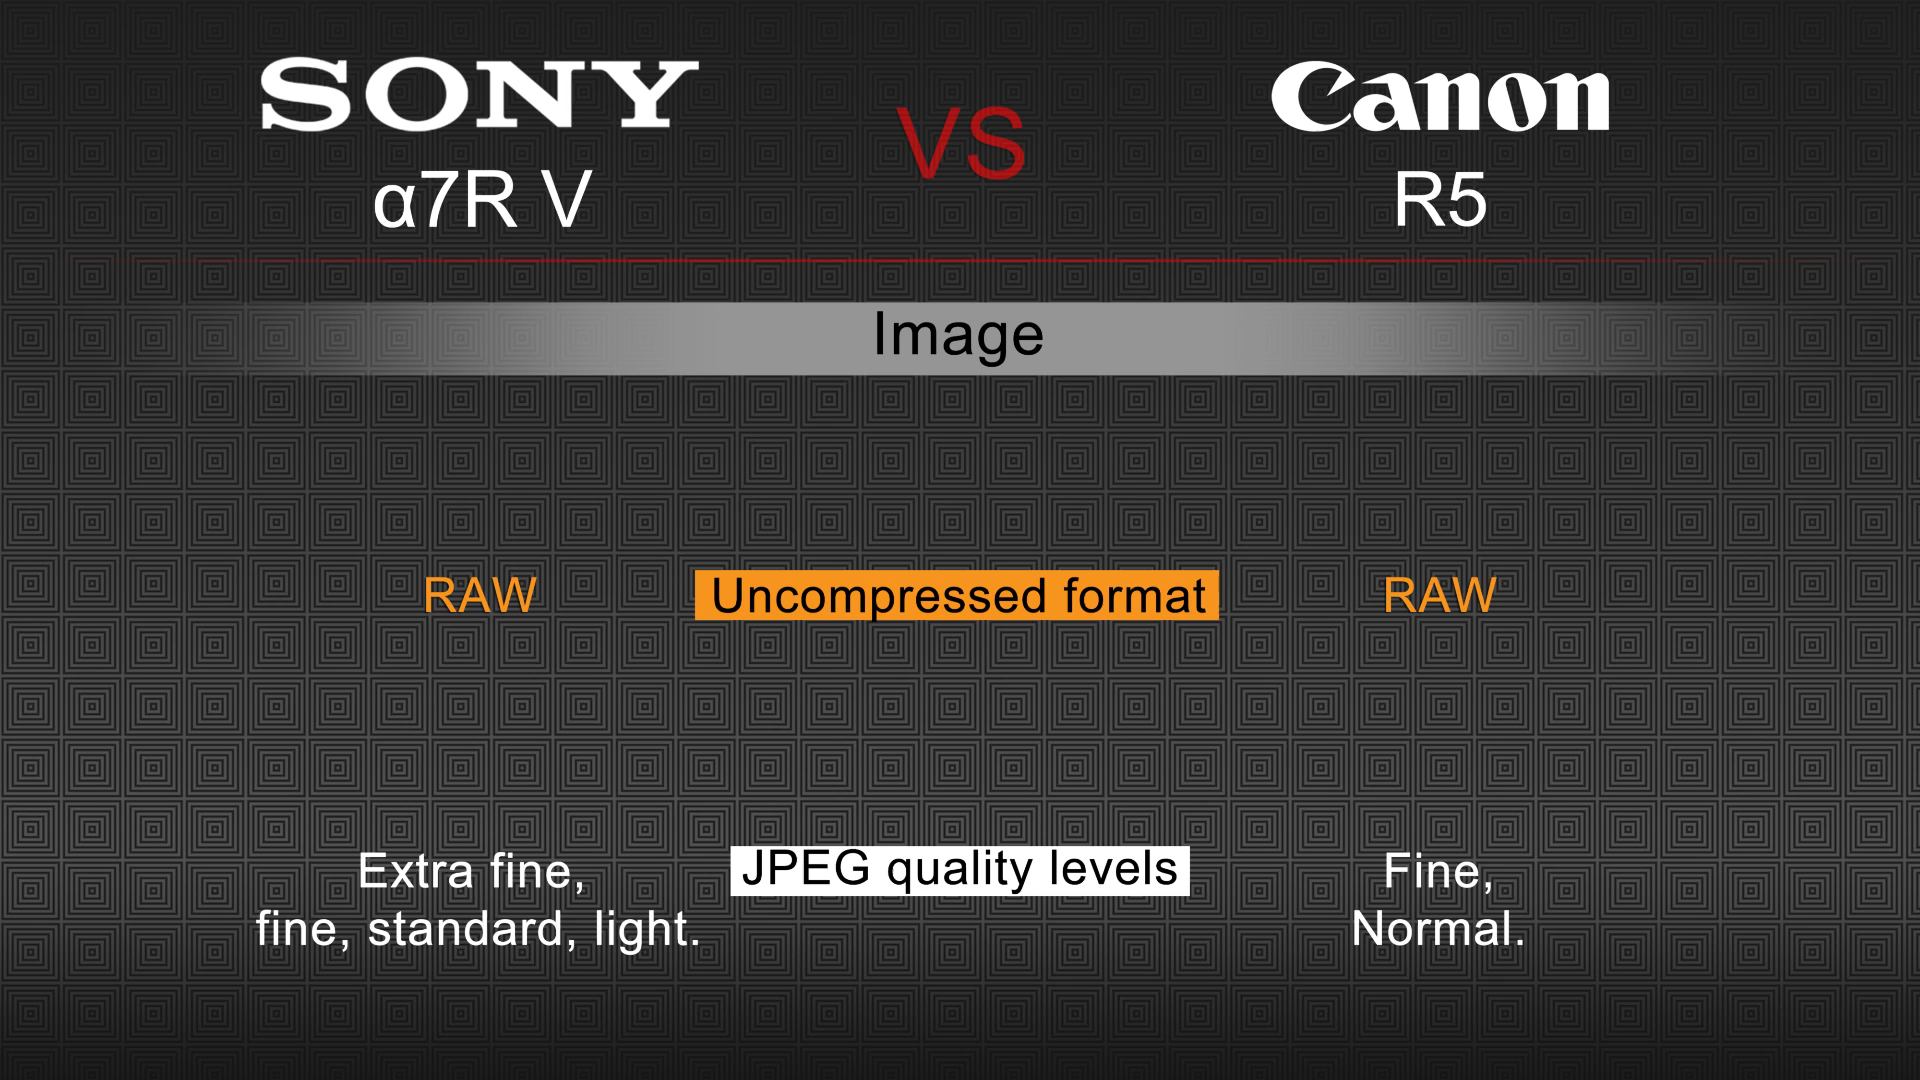 SONY
α7R V
VS
Canon
R5
Image
RAW
Uncompressed format
RAW
Extra fine,
fine, standard, light.
JPEG quality levels
Fine,
Normal.